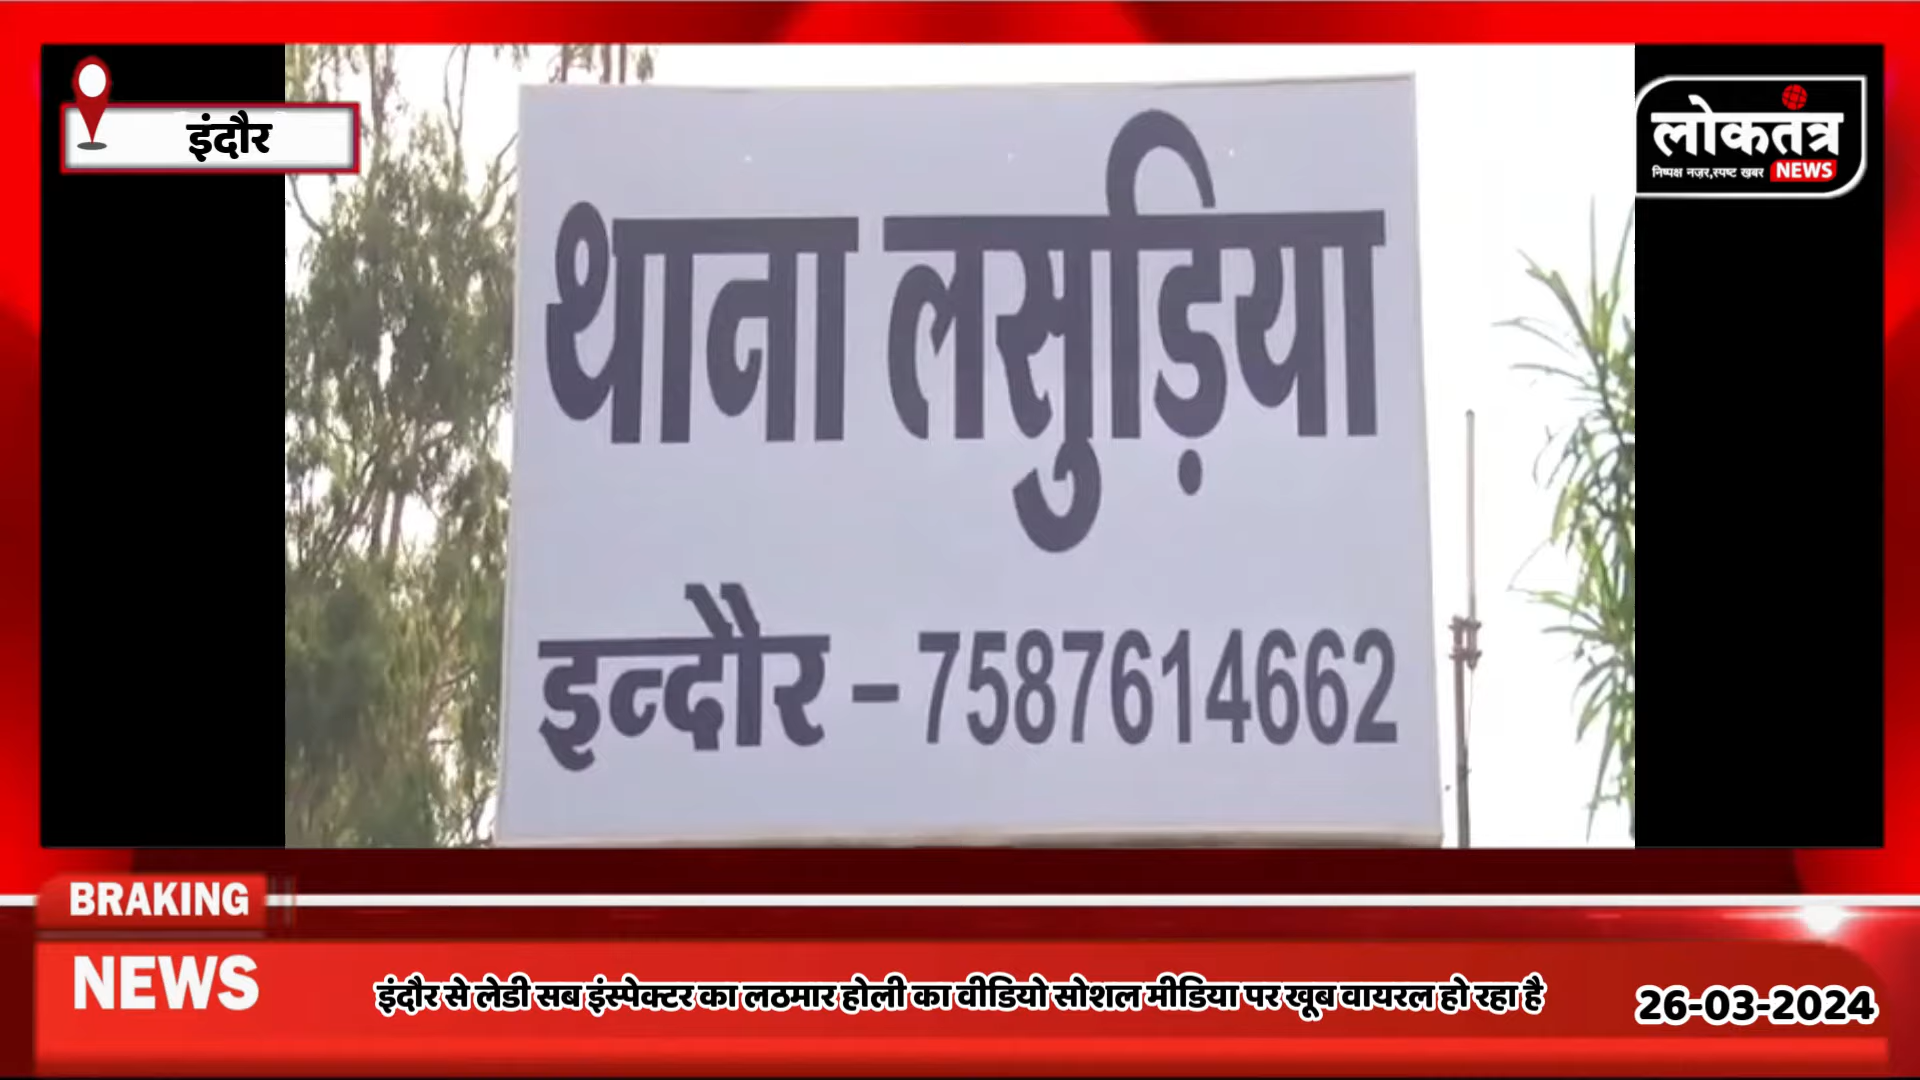 इंदौर
लोकतंत्र
निष्पक्ष नज़र,स्पष्ट खबर NEWS
थाना लसुड़िया
इन्दौर – 7587614662
BRAKING
NEWS
इंदौर से लेडी सब इंस्पेक्टर का लठमार होली का वीडियो सोशल मीडिया पर खूब वायरल हो रहा है
26-03-2024